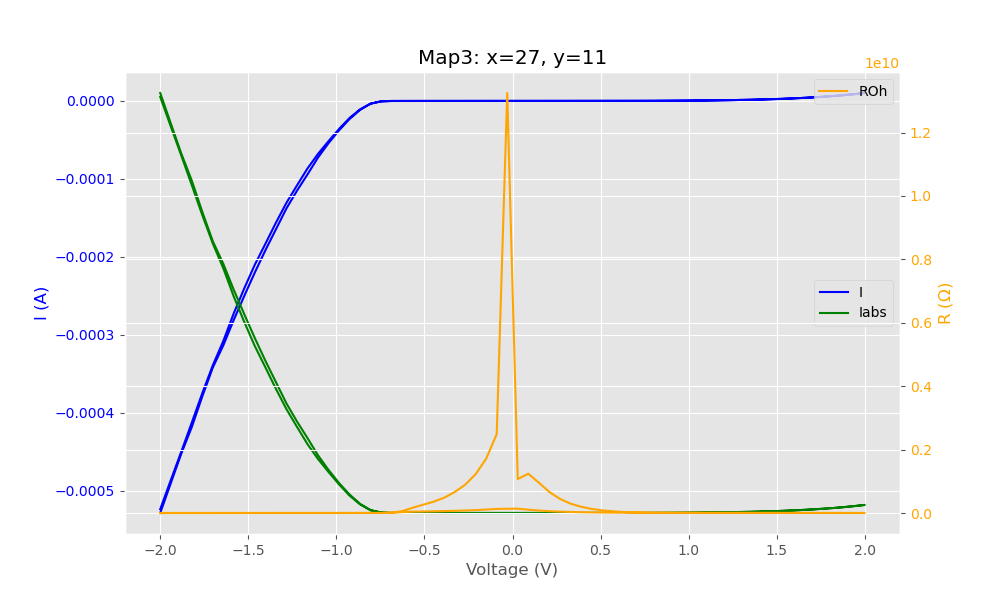 Map3: x=27, y=11
1e10
ROh
0.0000
−0.0001
−0.0002
−0.0003
−0.0004
−0.0005
I (A)
I
Iabs
1.2
1.0
0.8
0.6
0.4
0.2
0.0
R (Ω)
−2.0 −1.5 −1.0 −0.5 0.0 0.5 1.0 1.5 2.0
Voltage (V)